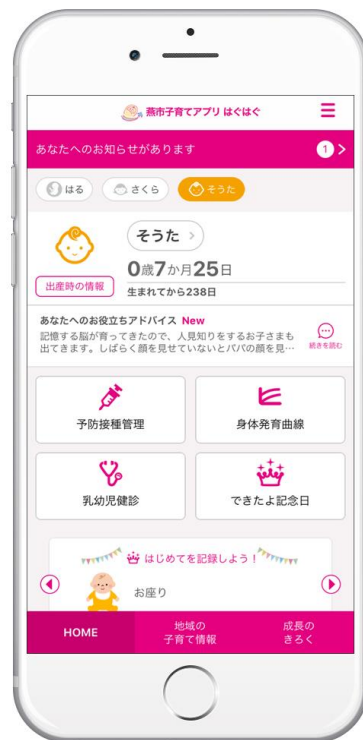 燕市子育てアプリ はぐはぐ
あなたへのお知らせがあります
1
はる
さくら
そうた
そうた
0歳7か月25日
出産時の情報
生まれてから238日
あなたへのお役立ちアドバイス New
記憶する脳が育ってきたので、人見知りをするお子さまも
出てきます。しばらく顔を見せていないとパパの顔を見…
続きを読む
予防接種管理
身体発育曲線
乳幼児健診
できたよ記念日
はじめてを記録しよう！
お座り
HOME
地域の
子育て情報
成長の
きろく